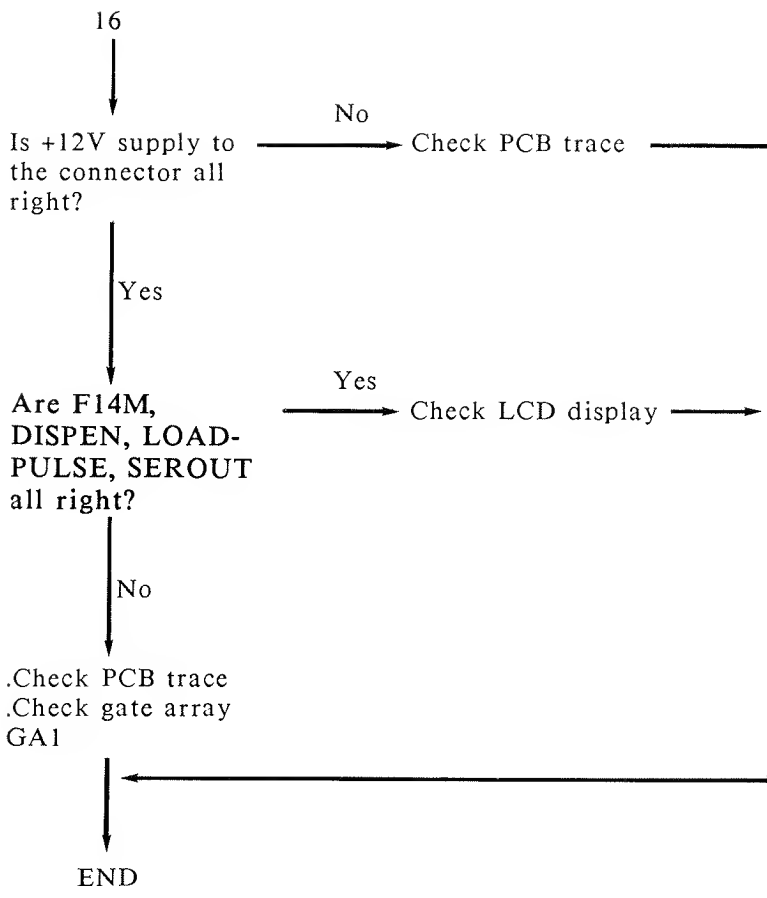 16
No
Is +12V supply to
the connector all
right?
Check PCB trace
Yes
Yes
Are F14M,
DISPEN, LOAD-
PULSE, SEROUT
all right?
Check LCD display
No
.Check PCB trace
.Check gate array
GA1
END